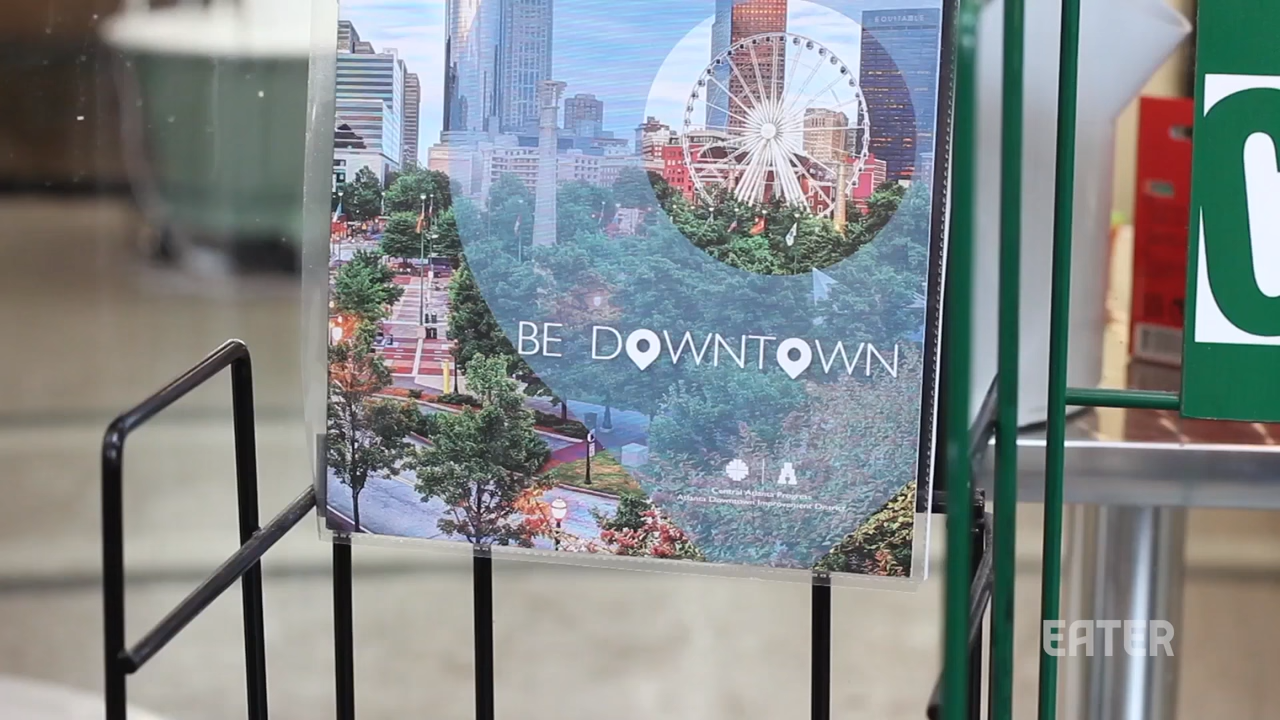 EQUITABLE
BE DOWNTOWN
Central Atlanta Progress
Atlanta Downtown Improvement District
EATER